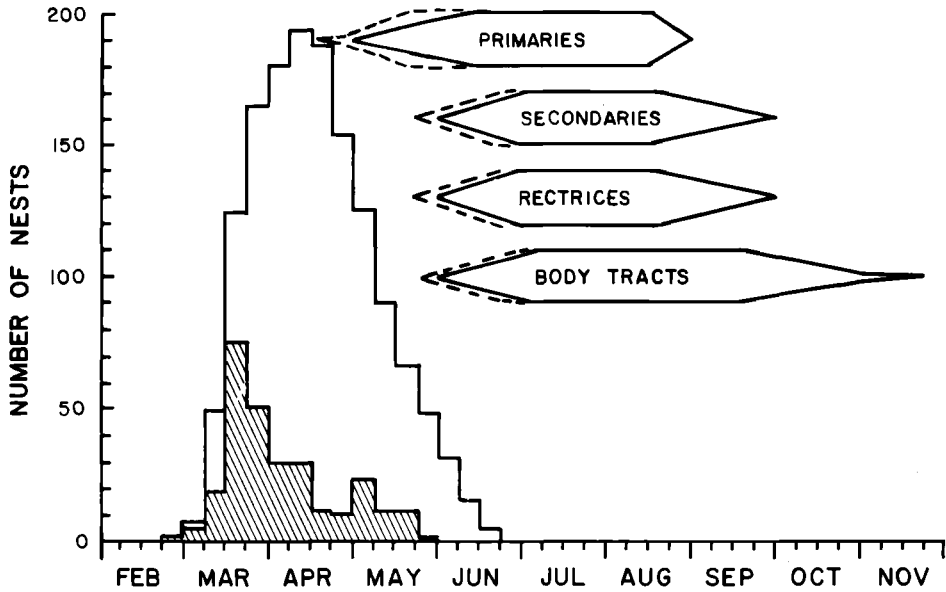 200
150
100
50
0
NUMBER OF NESTS
PRIMARIES
SECONDARIES
RECTRICES
BODY TRACTS
FEB MAR APR MAY JUN JUL AUG SEP OCT NOV